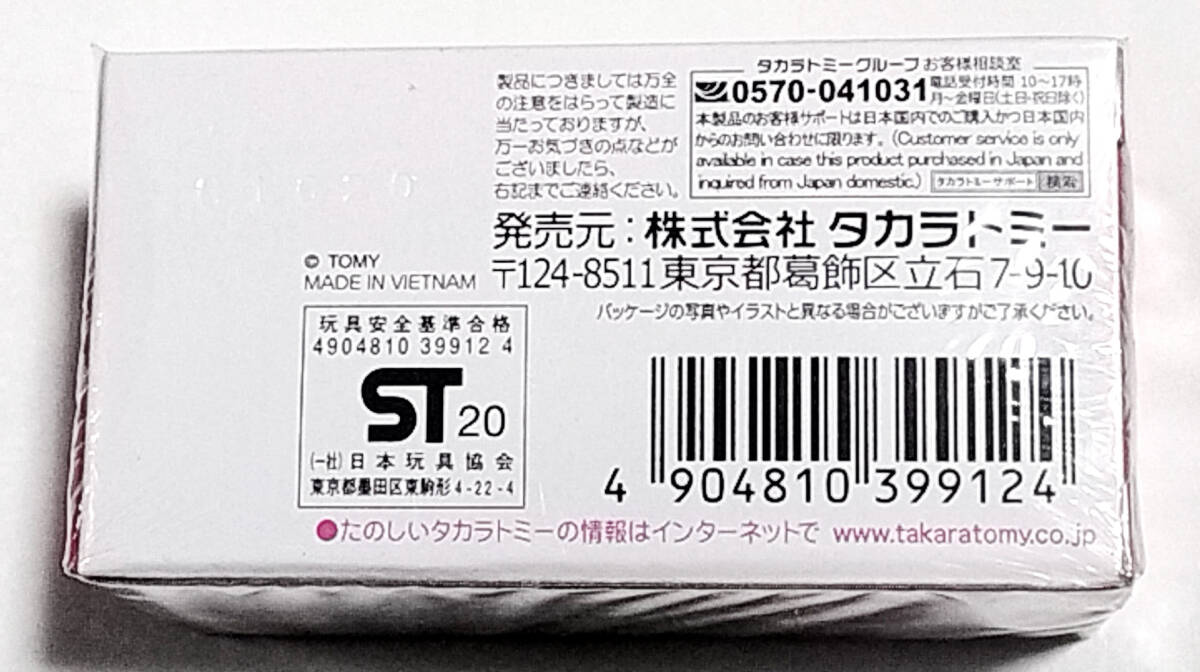 製品につきましては万全
の注意をはらって製造に
当たっておりますが、
万一お気づきの点などが
ございましたら、
右記までご連絡ください。
タカラトミーグループ お客様相談室
0570-041031
電話受付時間 10～17時
月～金曜日(土日・祝日除く)
本製品のお客様サポートは日本国内でのご購入かつ日本国内
からのお問い合わせに限ります。(Customer service is only
available in case this product purchased in Japan and
inquired from Japan domestic.) タカラトミーサポート 検索
発売元：株式会社 タカラトミー
〒124-8511 東京都葛飾区立石7-9-10
パッケージの写真やイラストと異なる場合がございますがご了承ください。
© TOMY
MADE IN VIETNAM
玩具安全基準合格
4904810 39912 4
ST 20
(一社)日本玩具協会
東京都墨田区東駒形4-22-4
4 904810 399124
●たのしいタカラトミーの情報はインターネットで www.takaratomy.co.jp